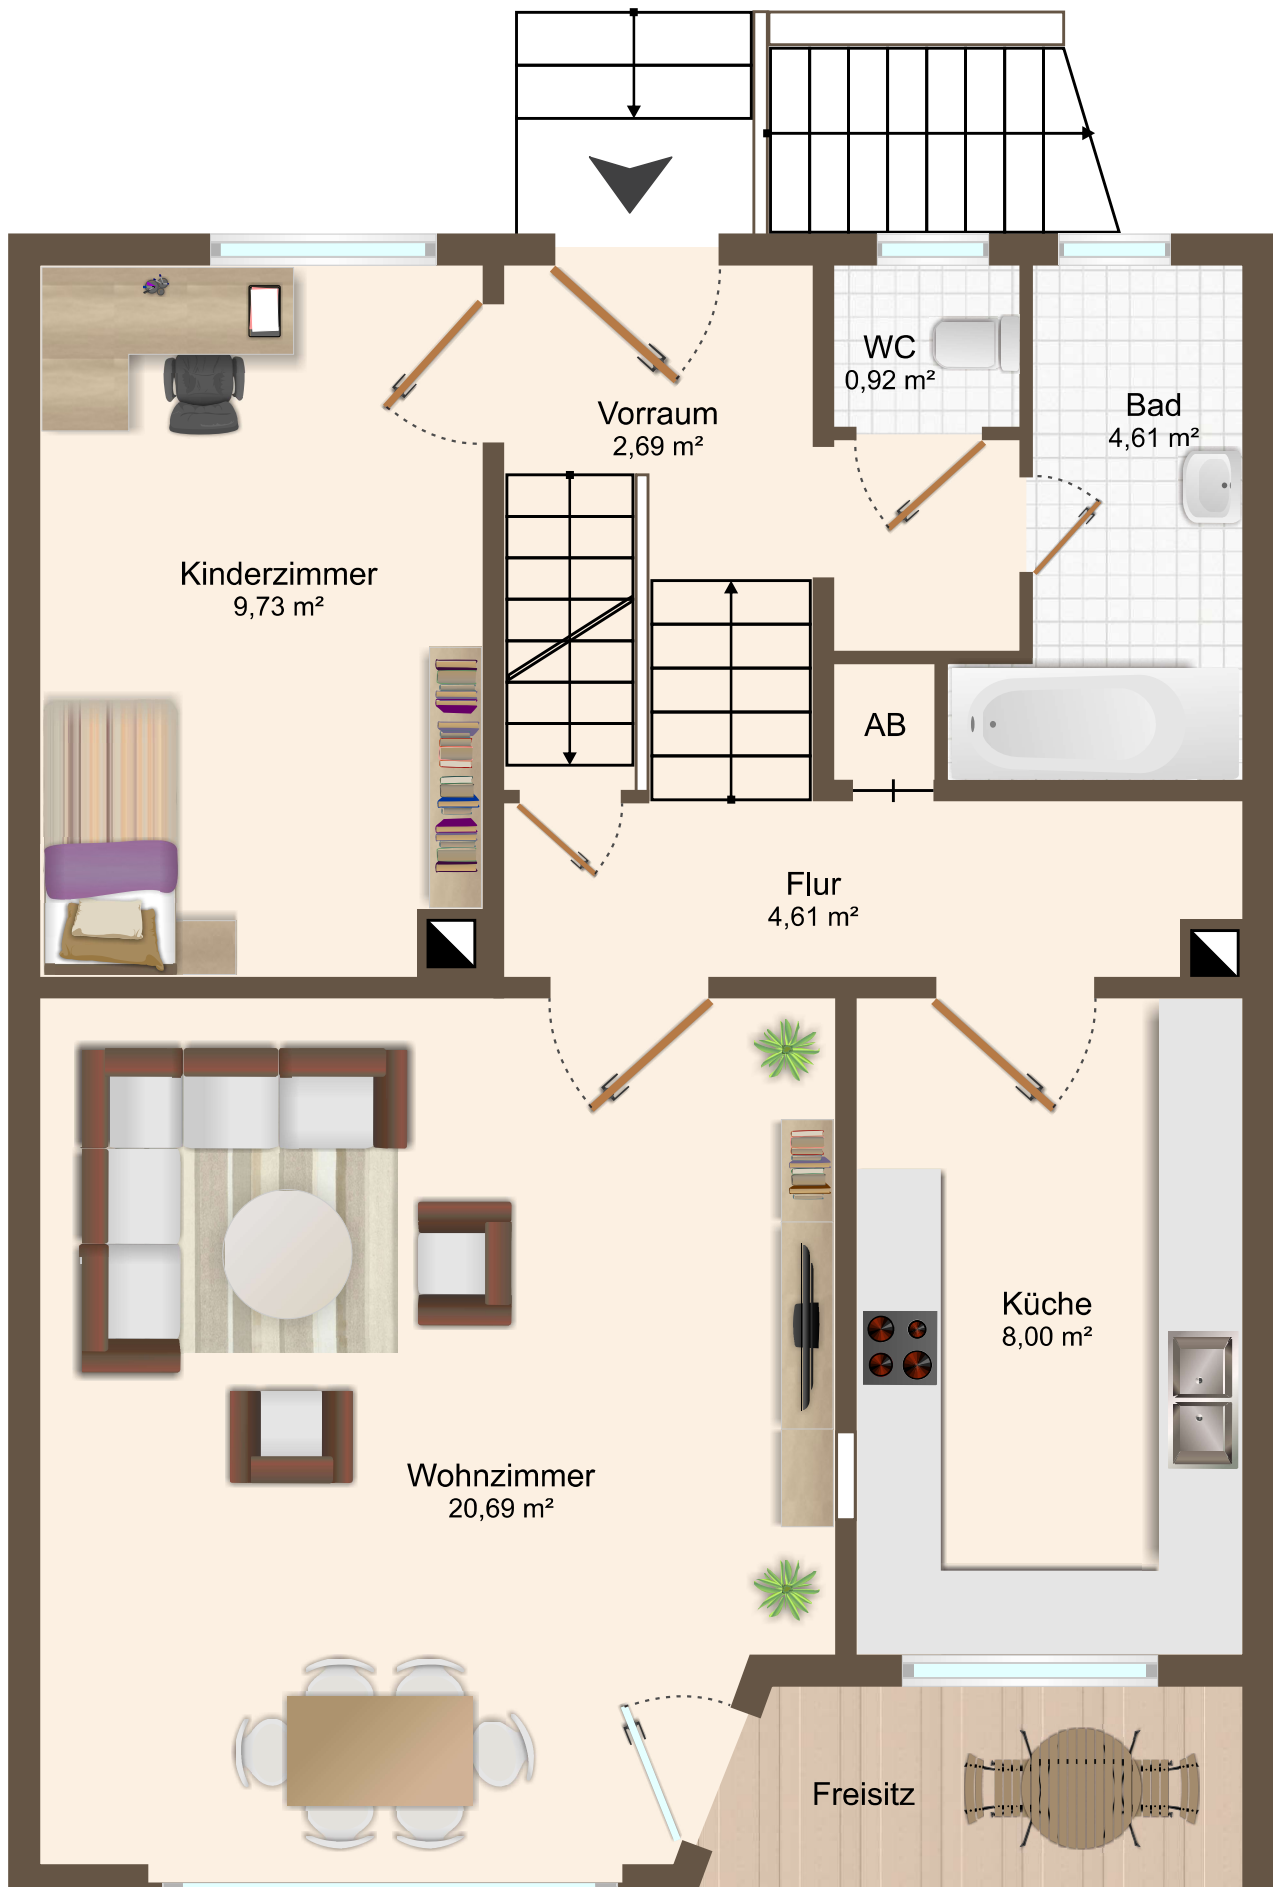 WC
0,92 m²
Bad
4,61 m²
Vorraum
2,69 m²
Kinderzimmer
9,73 m²
AB
Flur
4,61 m²
Küche
8,00 m²
Wohnzimmer
20,69 m²
Freisitz